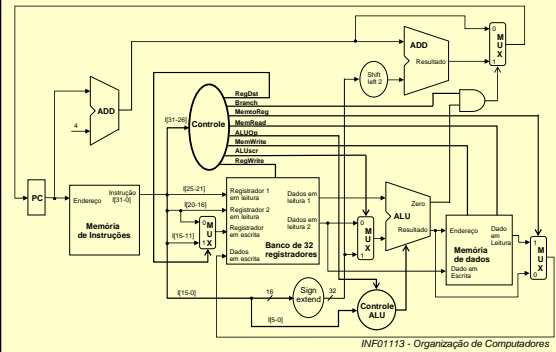 ADD
Resultado
0
M
U
X
1
ADD
4
Shift
left 2
RegDst
Branch
MemtoReg
MemRead
ALUOp
MemWrite
ALUscr
RegWrite
Controle
I[31-26]
PC
Endereço
Instrução
I[31-0]
Memória
de Instruções
I[25-21]
I[20-16]
I[15-11]
0
M
U
X
1
Registrador 1
em leitura
Registrador 2
em leitura
Registrador
em escrita
Dados
em escrita
Dados em
leitura 1
Dados em
leitura 2
Banco de 32
registradores
0
M
U
X
1
Zero
ALU
Resultado
Endereço
Dado
em
Leitura
Memória
de dados
Dado em
Escrita
1
M
U
X
0
I[15-0]
16
Sign
extend
32
I[5-0]
Controle
ALU
INF01113 - Organização de Computadores